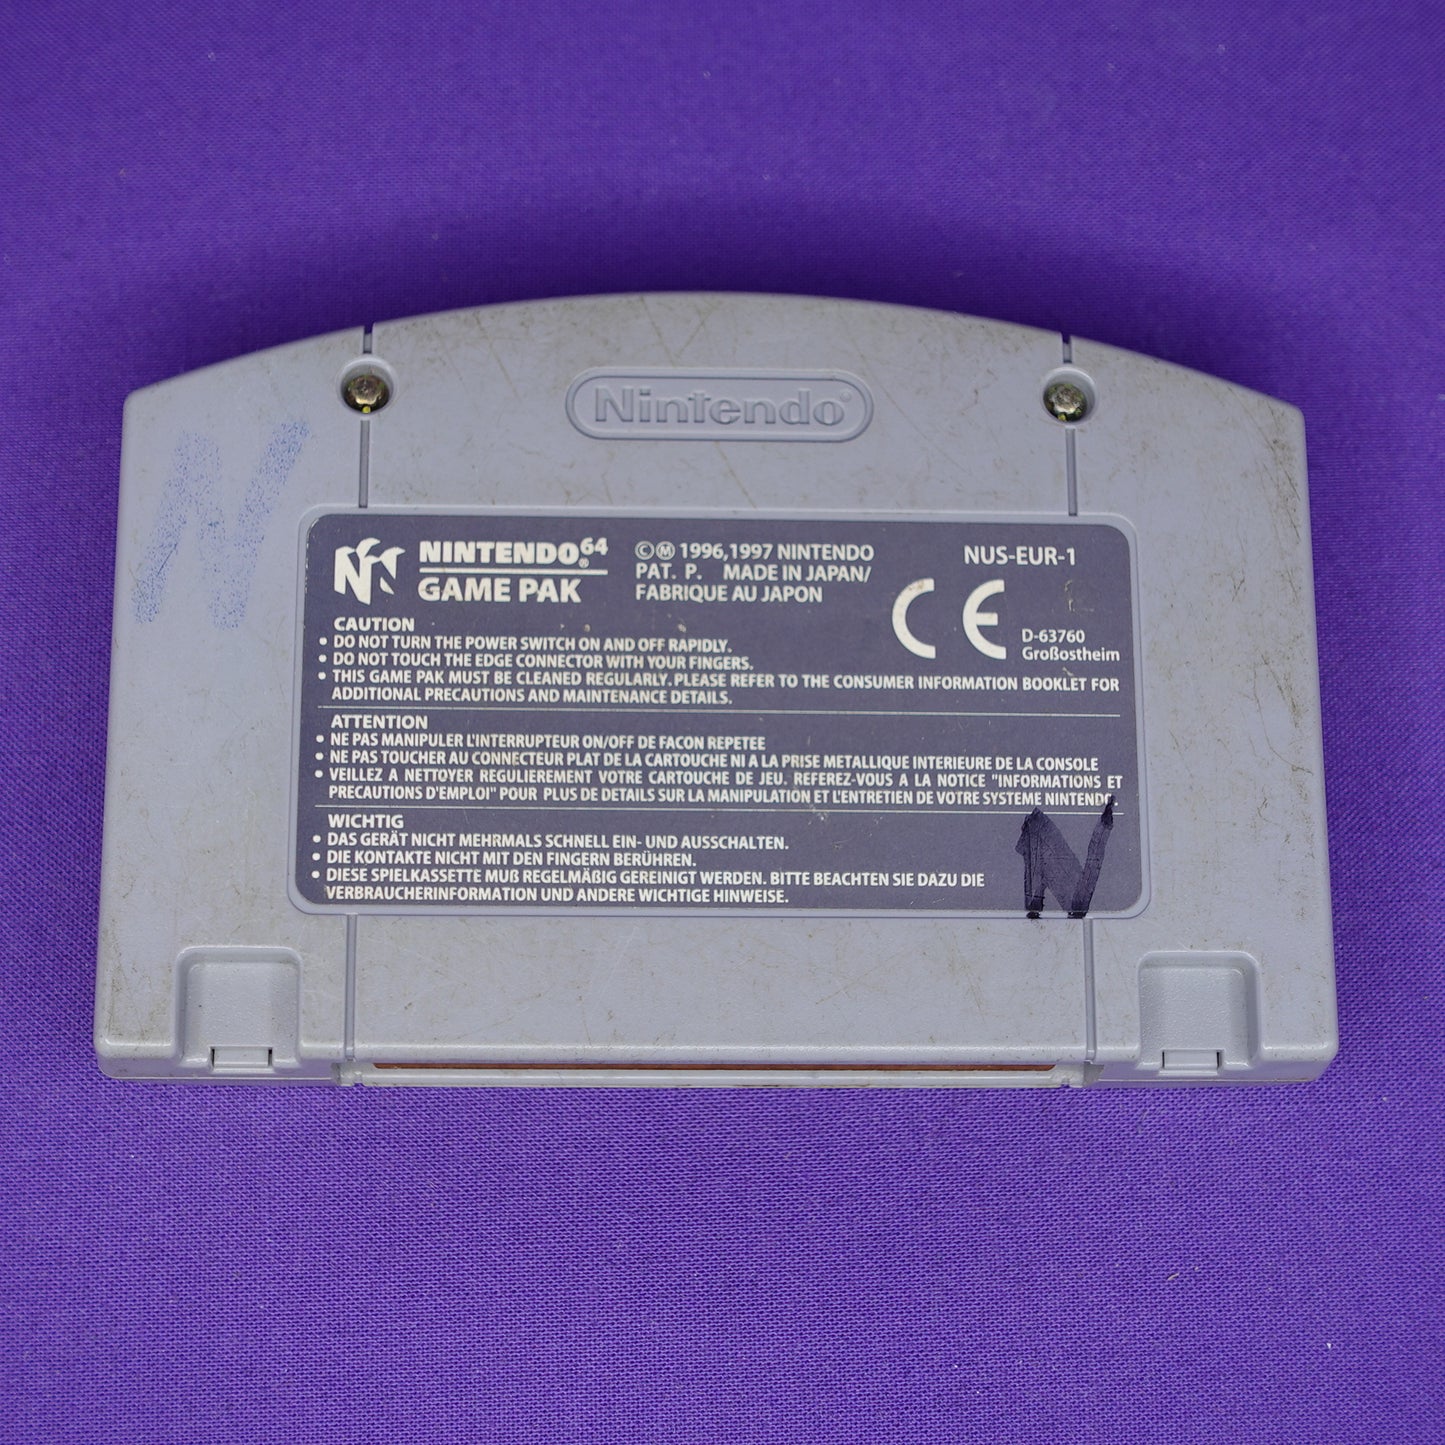 Nintendo®
N
NINTENDO64®
GAME PAK
©Ⓜ 1996,1997 NINTENDO
PAT. P. MADE IN JAPAN/
FABRIQUE AU JAPON
NUS-EUR-1
CE
D-63760
Großostheim
CAUTION
• DO NOT TURN THE POWER SWITCH ON AND OFF RAPIDLY.
• DO NOT TOUCH THE EDGE CONNECTOR WITH YOUR FINGERS.
• THIS GAME PAK MUST BE CLEANED REGULARLY. PLEASE REFER TO THE CONSUMER INFORMATION BOOKLET FOR
ADDITIONAL PRECAUTIONS AND MAINTENANCE DETAILS.
ATTENTION
• NE PAS MANIPULER L'INTERRUPTEUR ON/OFF DE FACON REPETEE
• NE PAS TOUCHER AU CONNECTEUR PLAT DE LA CARTOUCHE NI A LA PRISE METALLIQUE INTERIEURE DE LA CONSOLE
• VEILLEZ A NETTOYER REGULIEREMENT VOTRE CARTOUCHE DE JEU. REFEREZ-VOUS A LA NOTICE "INFORMATIONS ET
PRECAUTIONS D'EMPLOI" POUR PLUS DE DETAILS SUR LA MANIPULATION ET L'ENTRETIEN DE VOTRE SYSTEME NINTENDO.
WICHTIG
• DAS GERÄT NICHT MEHRMALS SCHNELL EIN- UND AUSSCHALTEN.
• DIE KONTAKTE NICHT MIT DEN FINGERN BERÜHREN.
• DIESE SPIELKASSETTE MUß REGELMÄßIG GEREINIGT WERDEN. BITTE BEACHTEN SIE DAZU DIE
VERBRAUCHERINFORMATION UND ANDERE WICHTIGE HINWEISE.
N